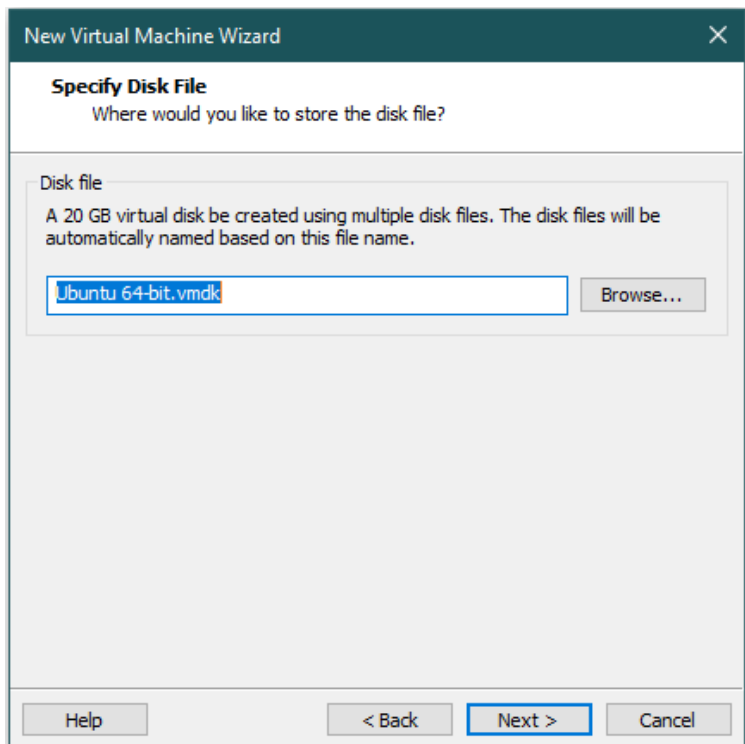 New Virtual Machine Wizard
Specify Disk File
Where would you like to store the disk file?
Disk file
A 20 GB virtual disk be created using multiple disk files. The disk files will be
automatically named based on this file name.
Ubuntu 64-bit.vmdk
Browse...
Help
< Back
Next >
Cancel